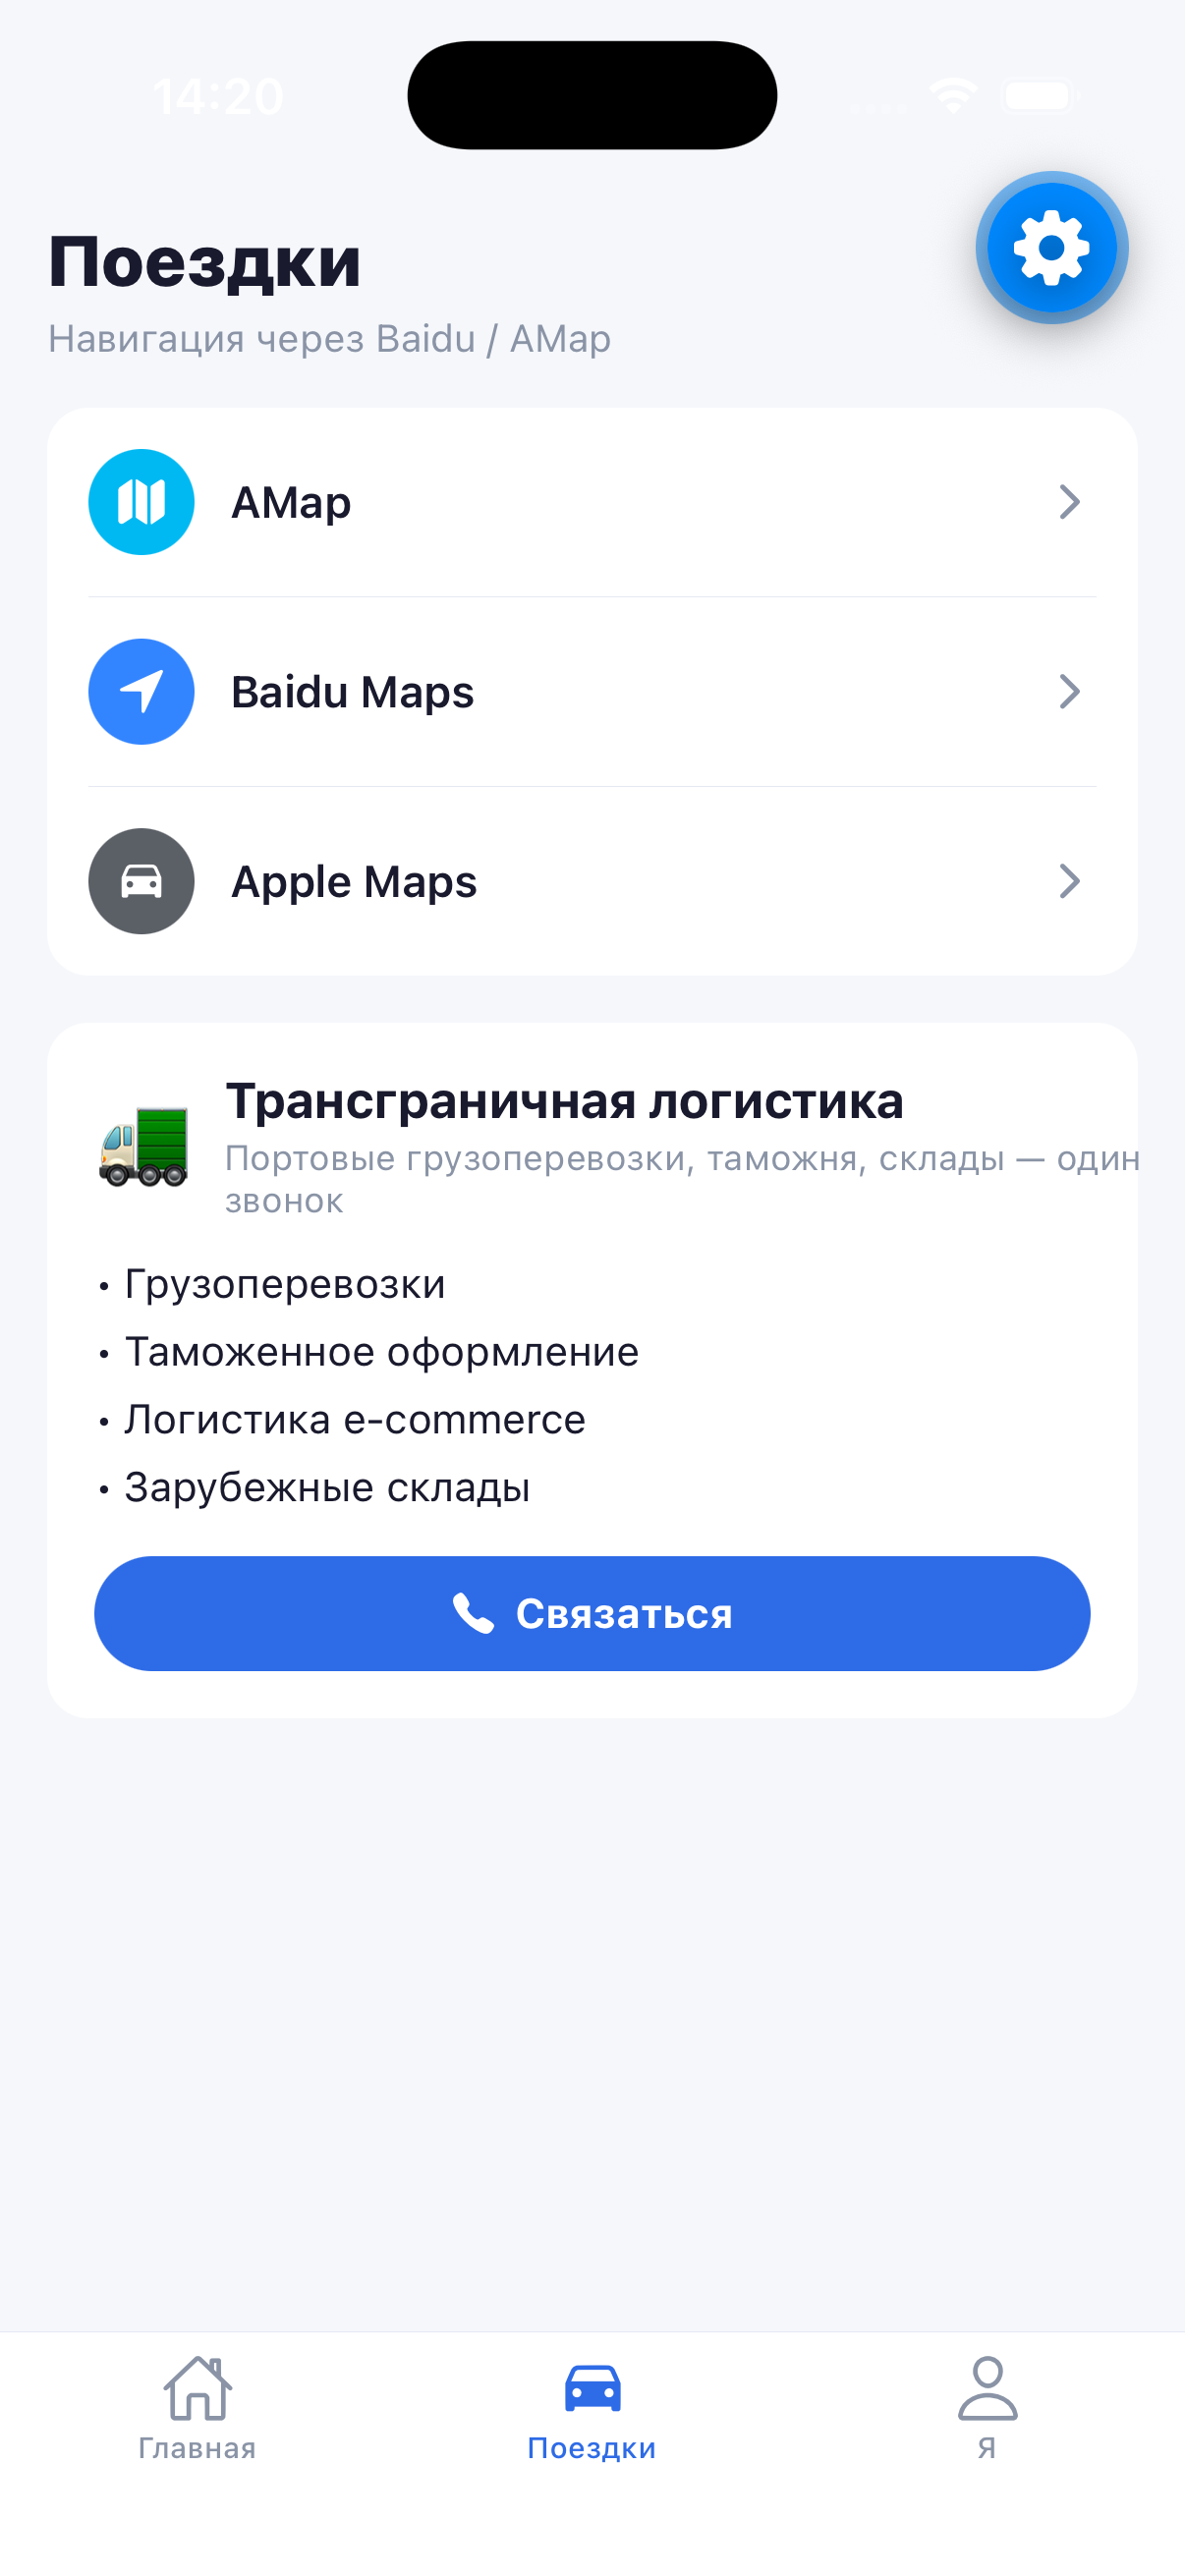 14:20
Поездки
Навигация через Baidu / AMap
AMap
Baidu Maps
Apple Maps
Трансграничная логистика
Портовые грузоперевозки, таможня, склады — один
звонок
• Грузоперевозки
• Таможенное оформление
• Логистика e-commerce
• Зарубежные склады
Связаться
Главная
Поездки
Я